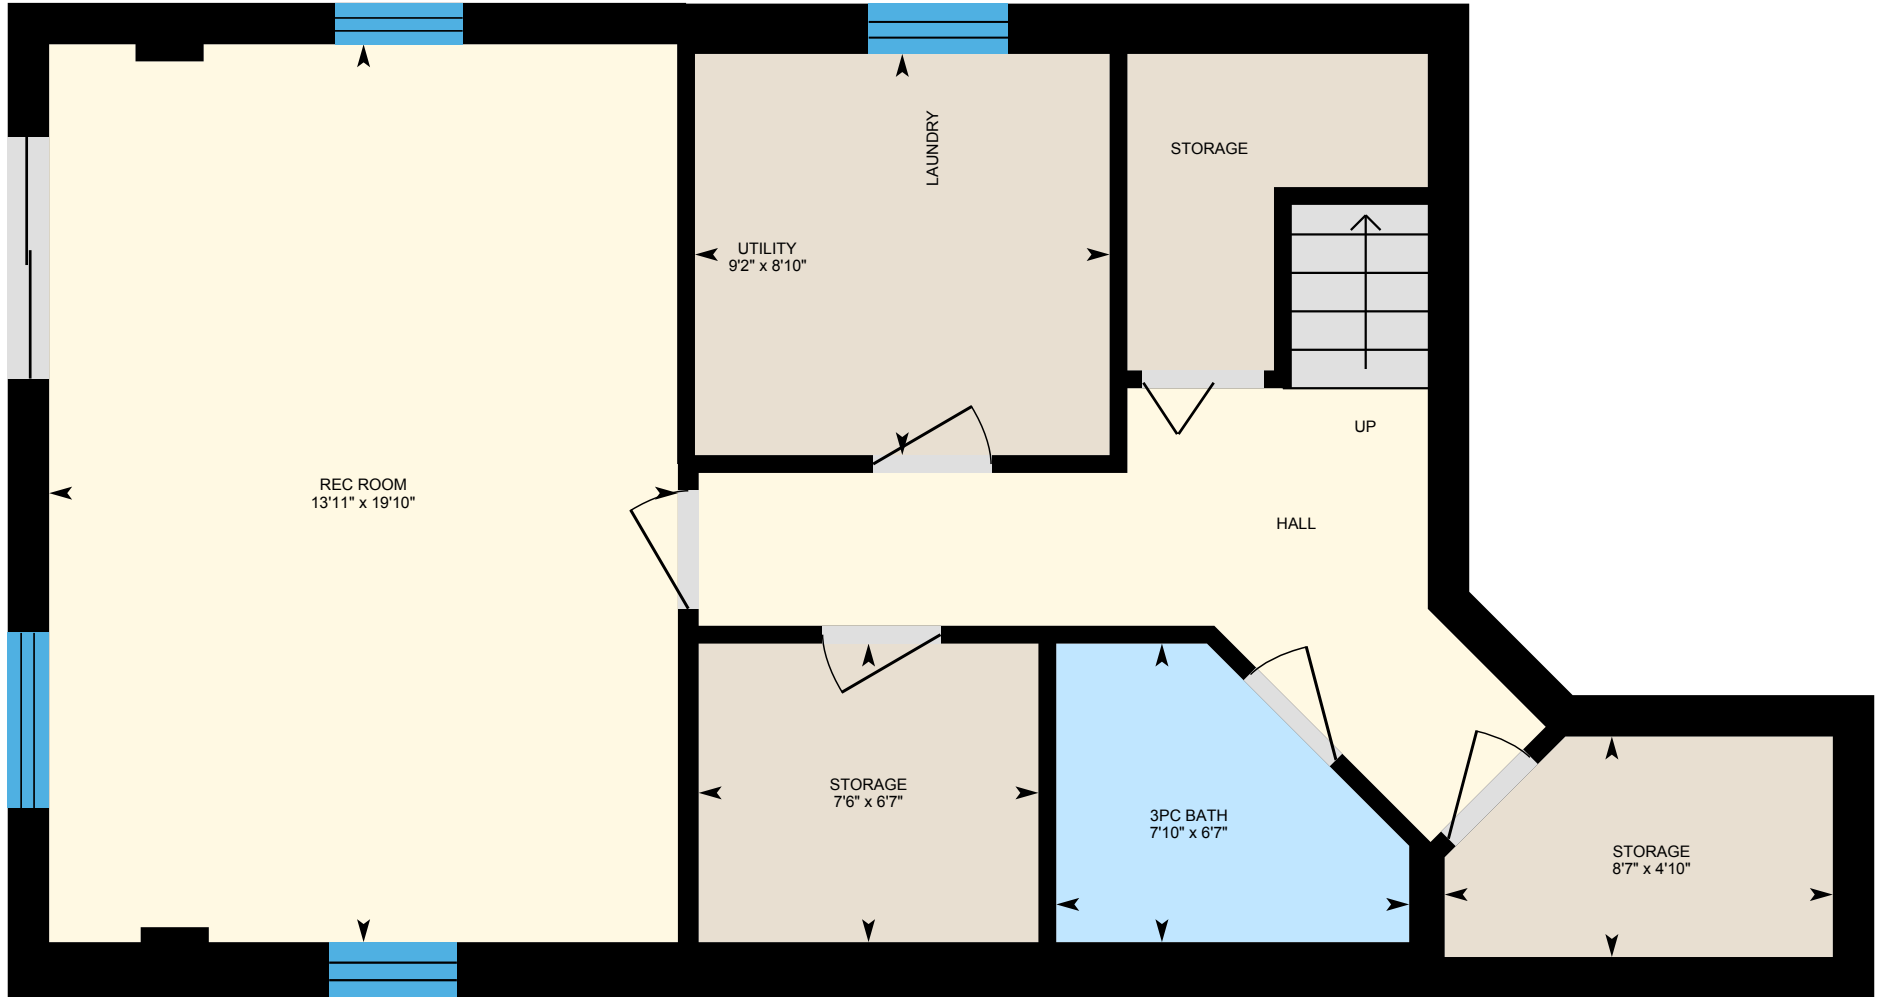 LAUNDRY
STORAGE
UTILITY
9'2" x 8'10"
UP
REC ROOM
13'11" x 19'10"
HALL
STORAGE
7'6" x 6'7"
3PC BATH
7'10" x 6'7"
STORAGE
8'7" x 4'10"